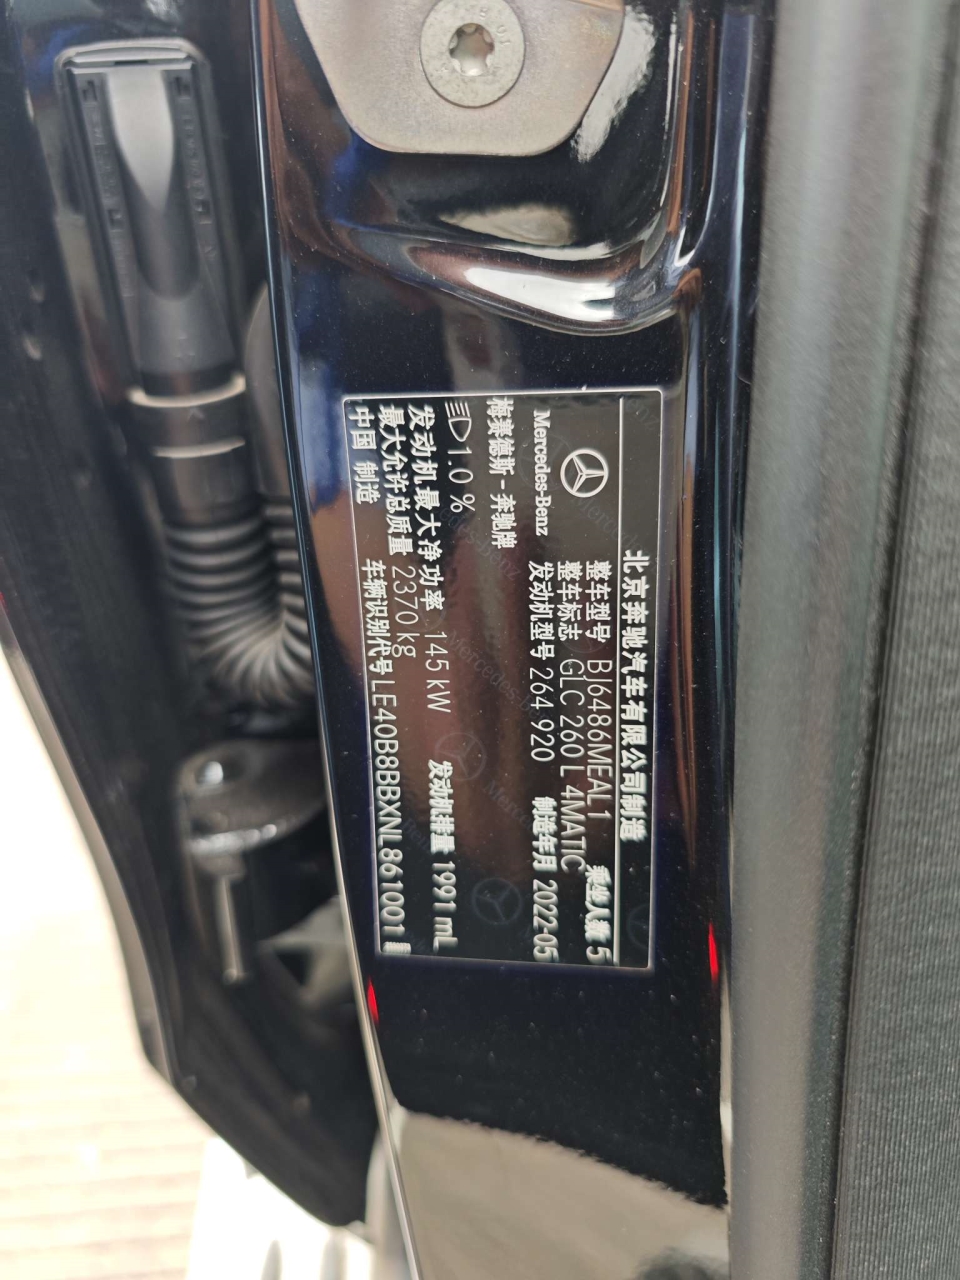 北京奔驰汽车有限公司制造
Mercedes-Benz
梅赛德斯-奔驰牌
整车型号 BJ6486MEAL1 乘坐人数 5
整车标志 GLC 260 L 4MATIC
发动机型号 264 920 制造年月 2022-05
1.0 %
发动机最大净功率 145 kW 发动机排量 1991 mL
最大允许总质量 2370 kg
中国 制造 车辆识别代号 LE40B8BBXNL861001